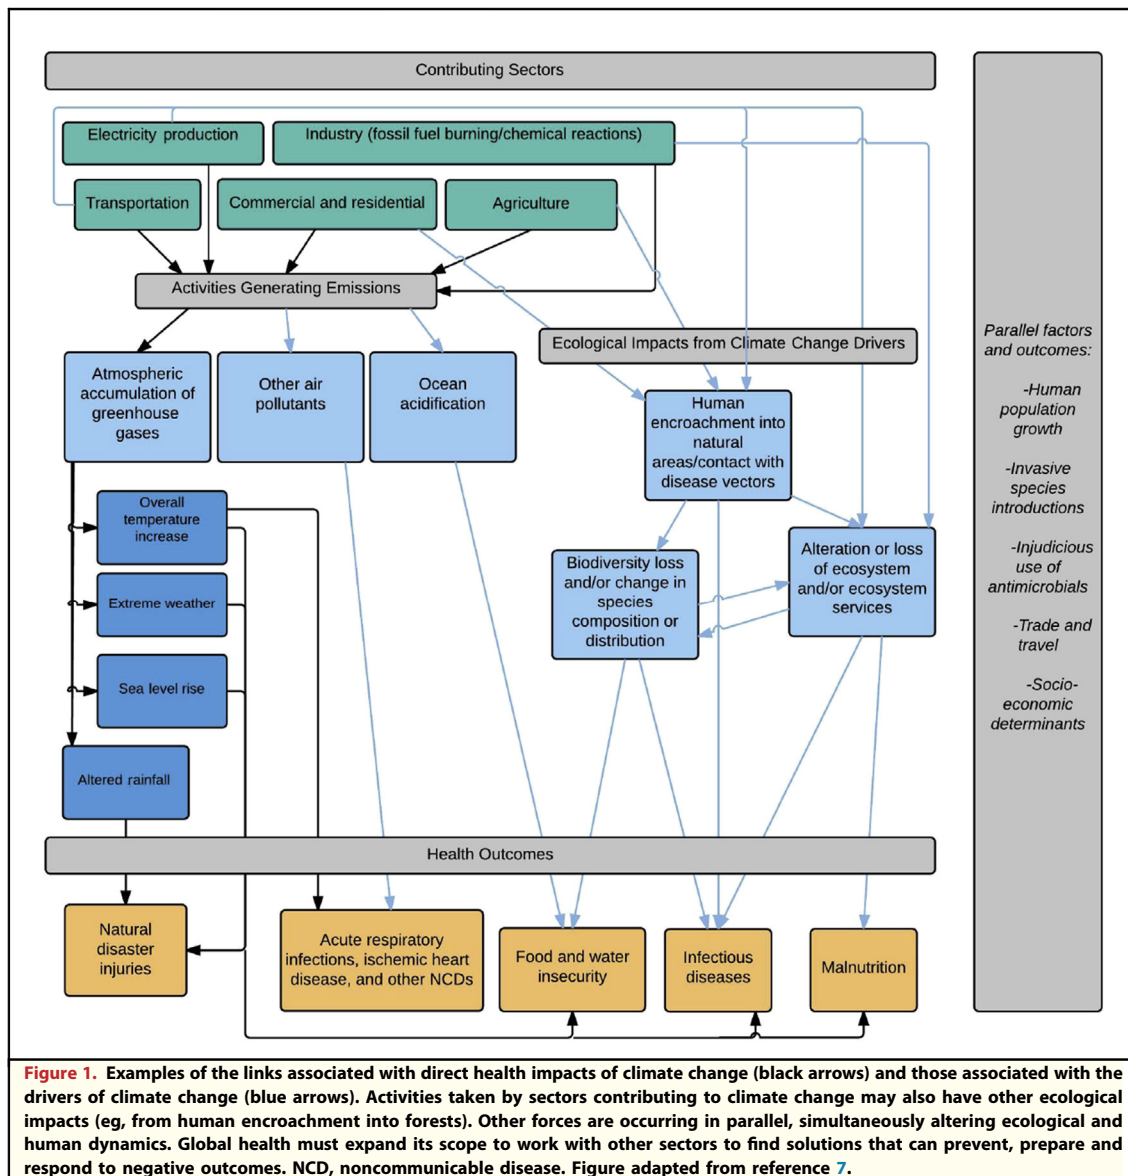 Contributing Sectors
Electricity production
Industry (fossil fuel burning/chemical reactions)
Transportation
Commercial and residential
Agriculture
Activities Generating Emissions
Ecological Impacts from Climate Change Drivers
Atmospheric
accumulation of
greenhouse
gases
Other air
pollutants
Ocean
acidification
Human
encroachment into
natural
areas/contact with
disease vectors
Overall
temperature
increase
Extreme weather
Sea level rise
Altered rainfall
Biodiversity loss
and/or change in
species
composition or
distribution
Alteration or loss
of ecosystem
and/or ecosystem
services
Health Outcomes
Natural
disaster
injuries
Acute respiratory
infections, ischemic heart
disease, and other NCDs
Food and water
insecurity
Infectious
diseases
Malnutrition
Parallel factors
and outcomes:
-Human
population
growth
-Invasive
species
introductions
-Injudicious
use of
antimicrobials
-Trade and
travel
-Socio-
economic
determinants
Figure 1. Examples of the links associated with direct health impacts of climate change (black arrows) and those associated with the
drivers of climate change (blue arrows). Activities taken by sectors contributing to climate change may also have other ecological
impacts (eg, from human encroachment into forests). Other forces are occurring in parallel, simultaneously altering ecological and
human dynamics. Global health must expand its scope to work with other sectors to find solutions that can prevent, prepare and
respond to negative outcomes. NCD, noncommunicable disease. Figure adapted from reference 7.